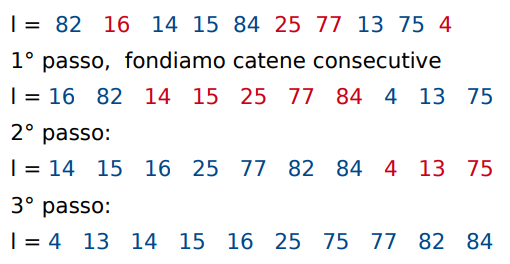 l = 82 16 14 15 84 25 77 13 75 4
1° passo, fondiamo catene consecutive
l = 16 82 14 15 25 77 84 4 13 75
2° passo:
l = 14 15 16 25 77 82 84 4 13 75
3° passo:
l = 4 13 14 15 16 25 75 77 82 84